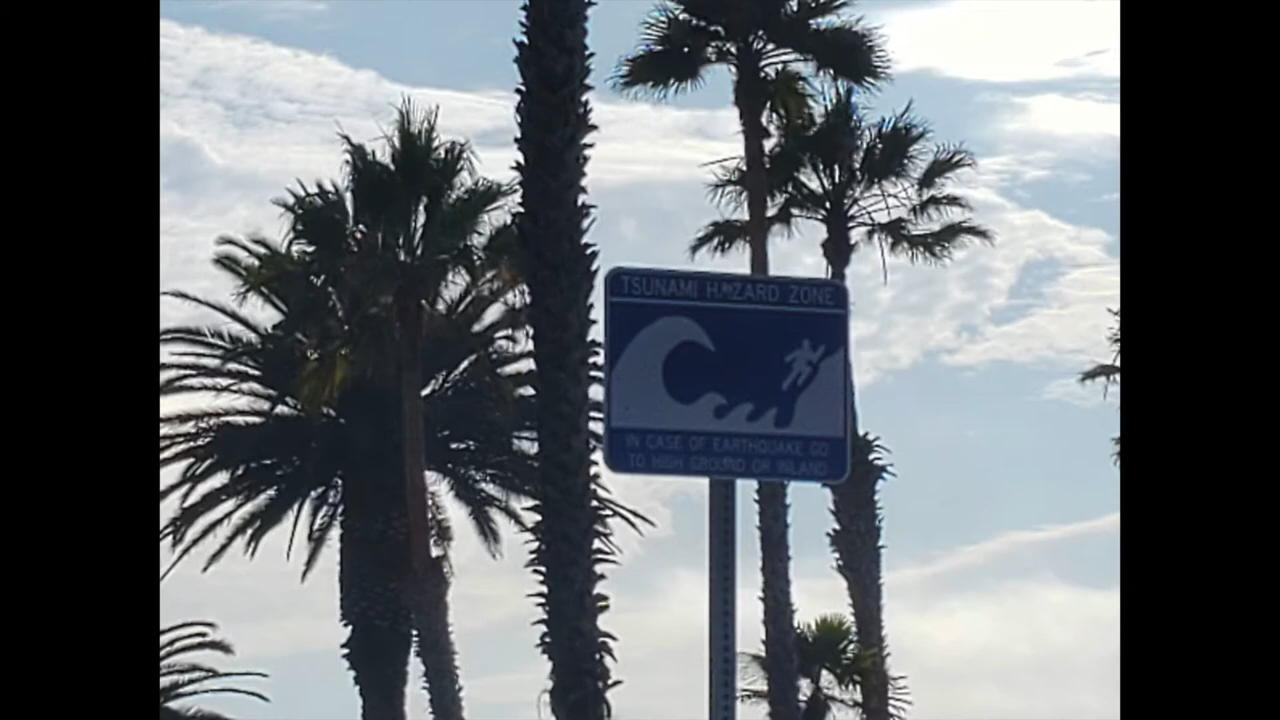 TSUNAMI HAZARD ZONE
IN CASE OF EARTHQUAKE GO
TO HIGH GROUND OR INLAND